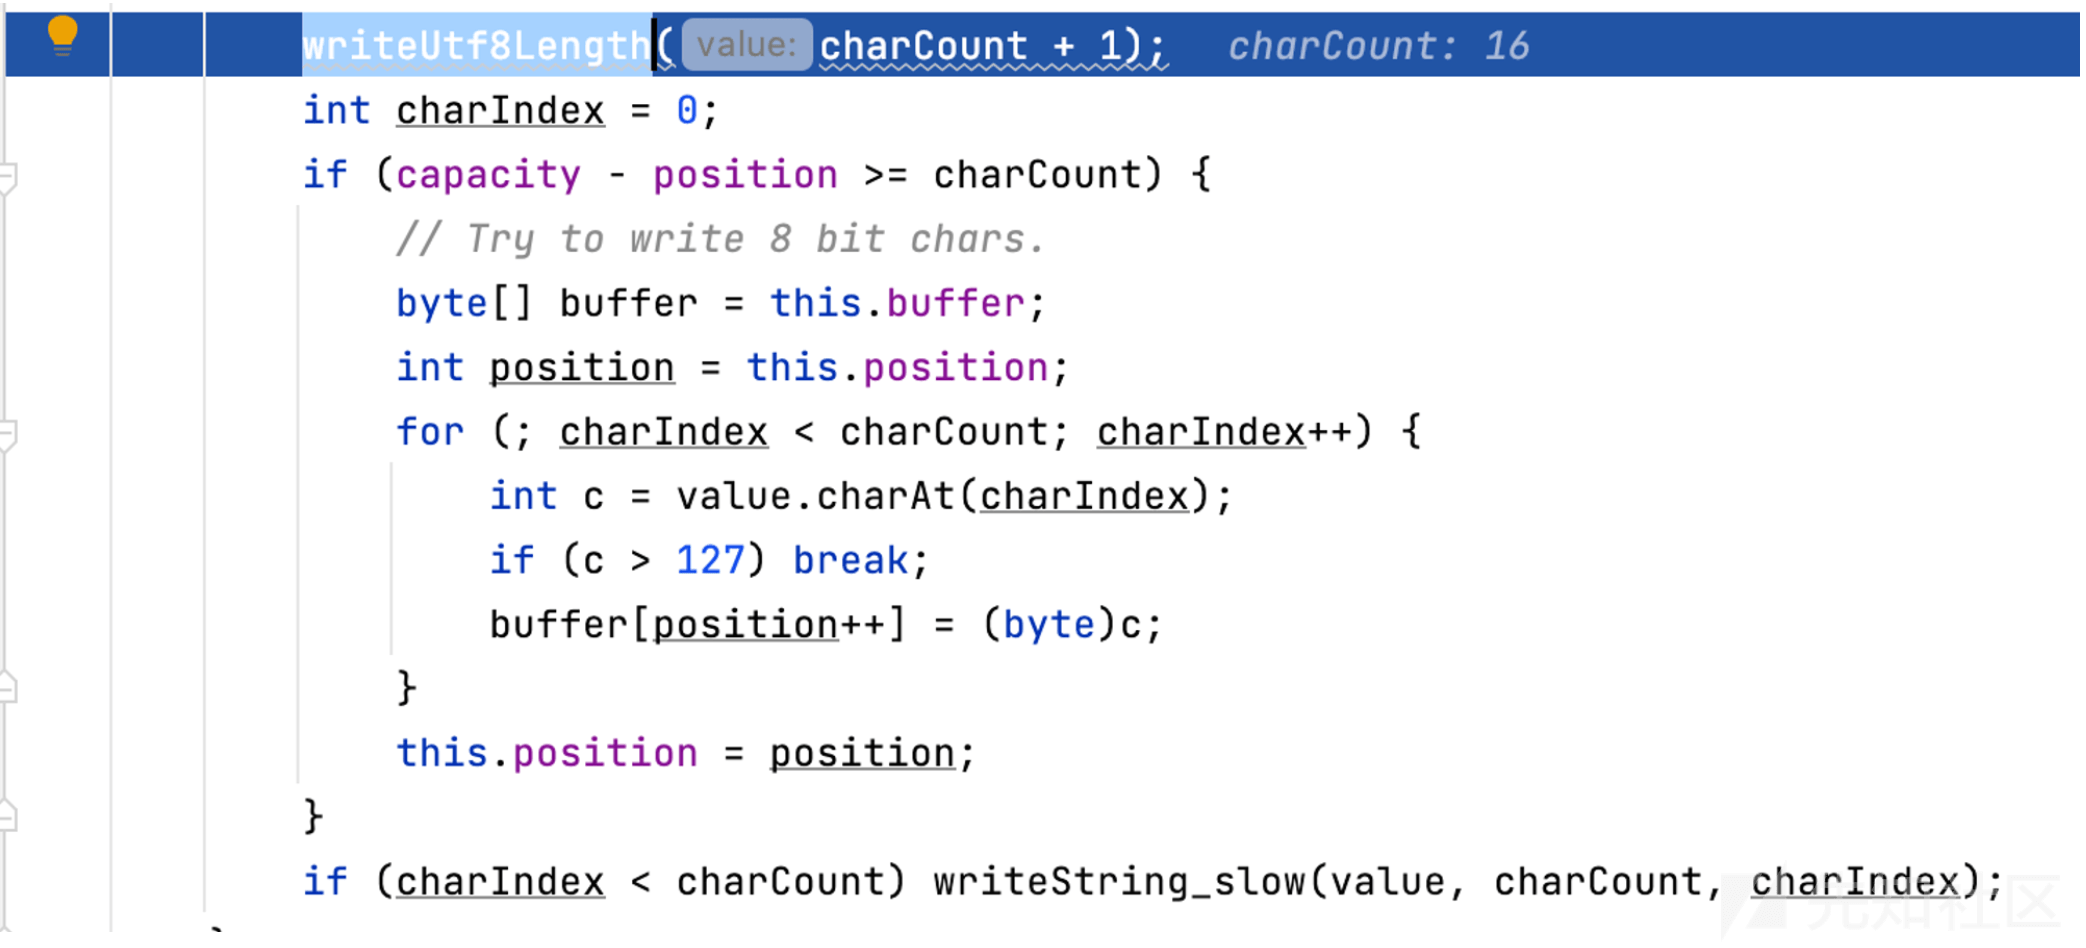 writeUtf8Length( value: charCount + 1); charCount: 16
int charIndex = 0;
if (capacity - position >= charCount) {
// Try to write 8 bit chars.
byte[] buffer = this.buffer;
int position = this.position;
for (; charIndex < charCount; charIndex++) {
int c = value.charAt(charIndex);
if (c > 127) break;
buffer[position++] = (byte)c;
}
this.position = position;
}
if (charIndex < charCount) writeString_slow(value, charCount, charIndex);
先知社区